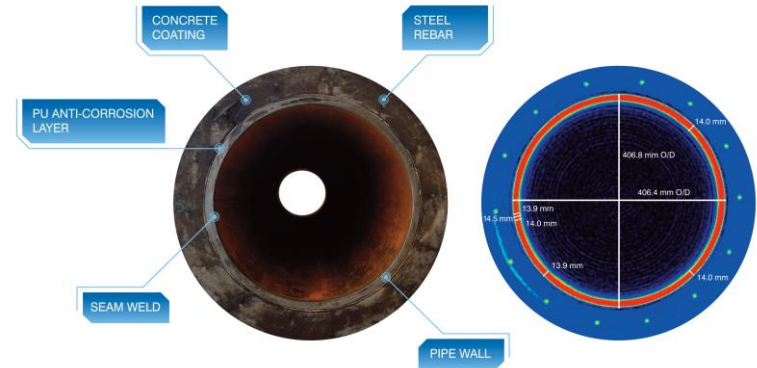 CONCRETE
COATING
STEEL
REBAR
PU ANTI-CORROSION
LAYER
SEAM WELD
PIPE WALL
14.0 mm
406.8 mm O/D
406.4 mm O/D
13.9 mm
14.5 mm
14.0 mm
13.9 mm
14.0 mm